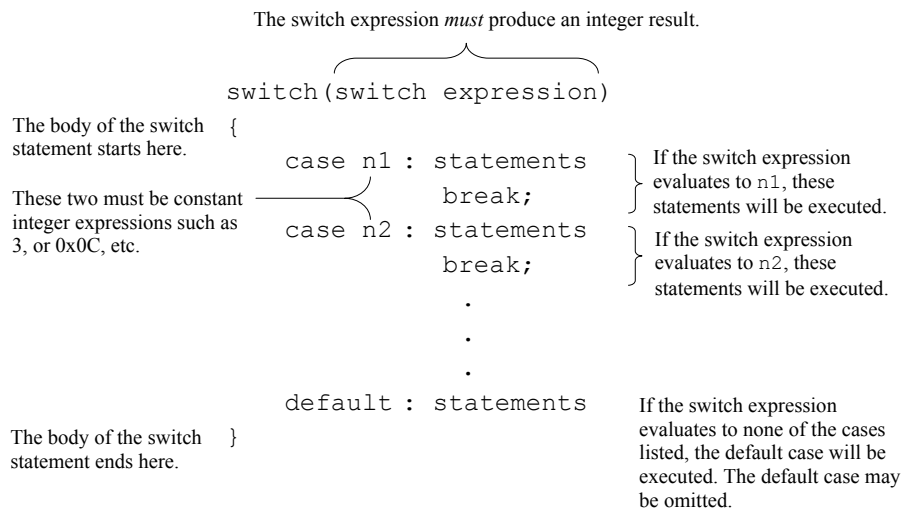 The switch expression must produce an integer result.
switch(switch expression)
The body of the switch
statement starts here.
{
case n1 : statements
break;
If the switch expression
evaluates to n1, these
statements will be executed.
These two must be constant
integer expressions such as
3, or 0x0C, etc.
case n2 : statements
break;
If the switch expression
evaluates to n2, these
statements will be executed.
.
.
.
default : statements
If the switch expression
evaluates to none of the cases
listed, the default case will be
executed. The default case may
be omitted.
The body of the switch
statement ends here.
}